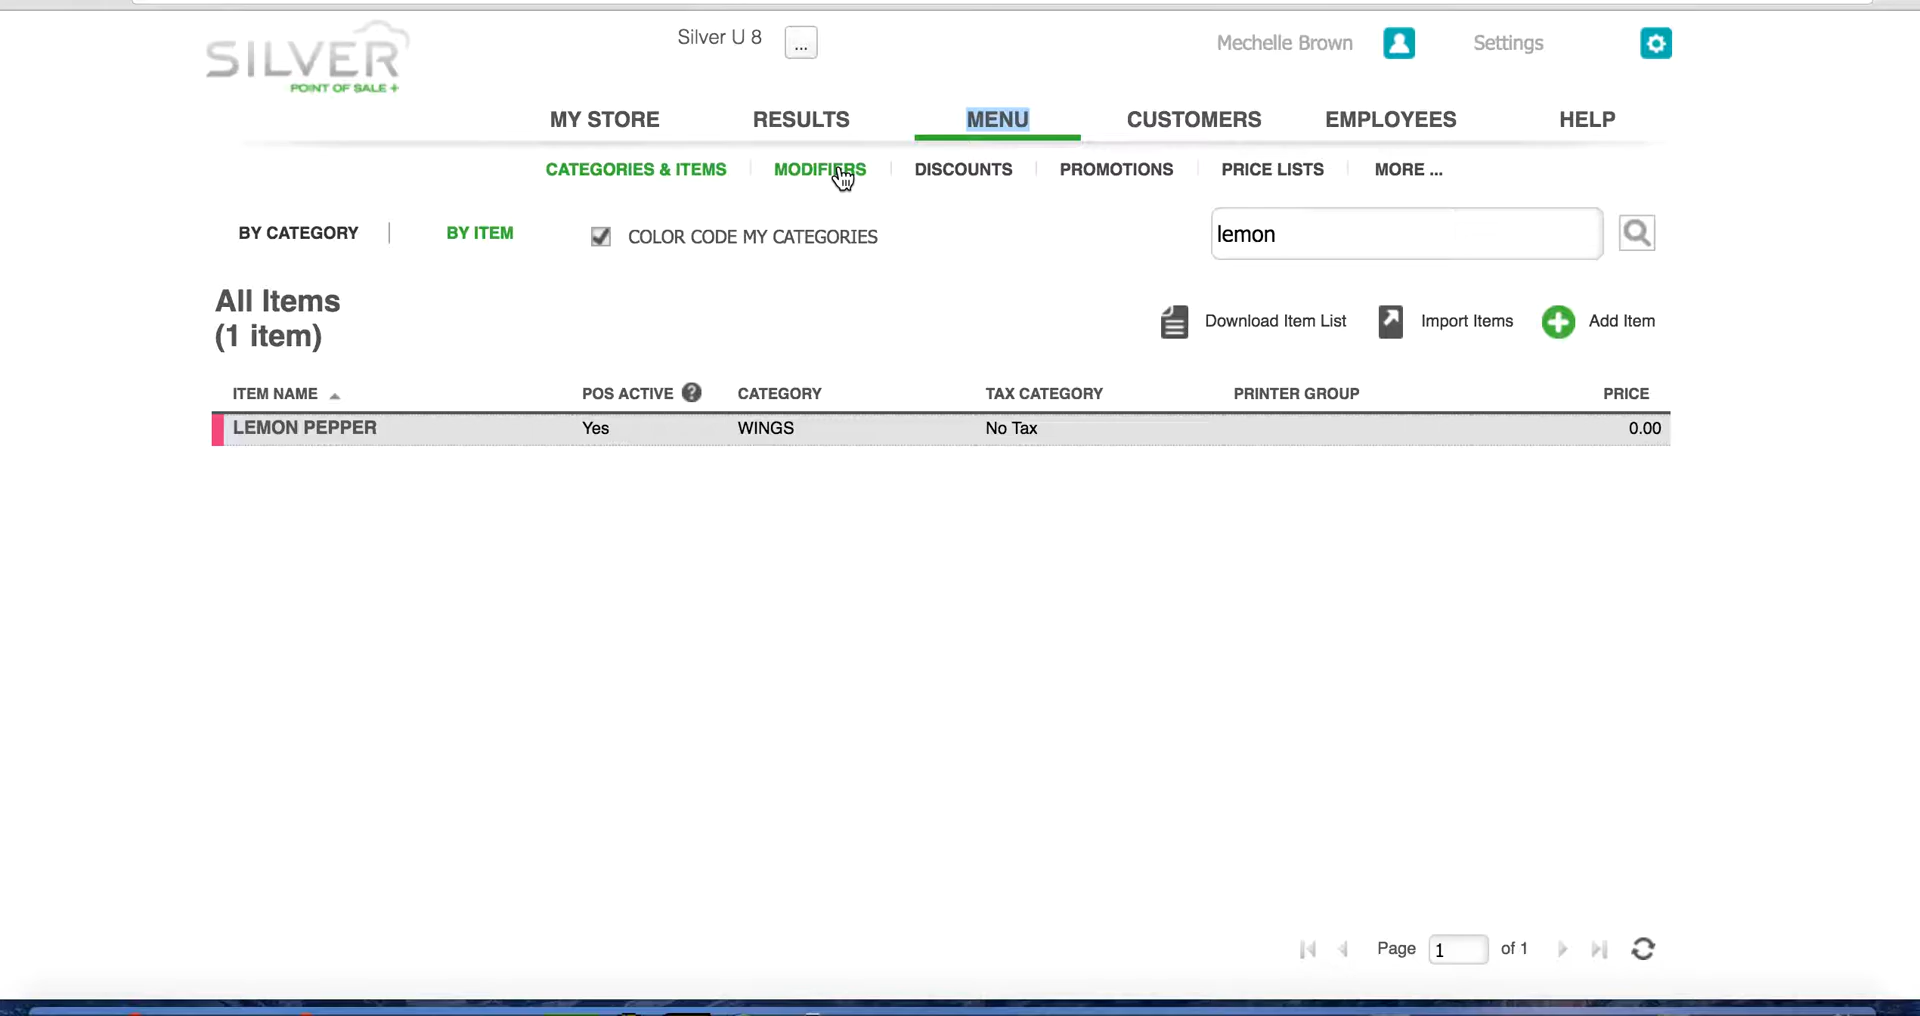 SILVER
POINT OF SALE +
Silver U 8
...
Mechelle Brown
Settings
MY STORE
RESULTS
MENU
CUSTOMERS
EMPLOYEES
HELP
CATEGORIES & ITEMS
MODIFIERS
DISCOUNTS
PROMOTIONS
PRICE LISTS
MORE ...
BY CATEGORY
BY ITEM
COLOR CODE MY CATEGORIES
lemon
All Items
(1 item)
Download Item List
Import Items
Add Item
ITEM NAME
POS ACTIVE ?
CATEGORY
TAX CATEGORY
PRINTER GROUP
PRICE
LEMON PEPPER
Yes
WINGS
No Tax
0.00
Page 1 of 1